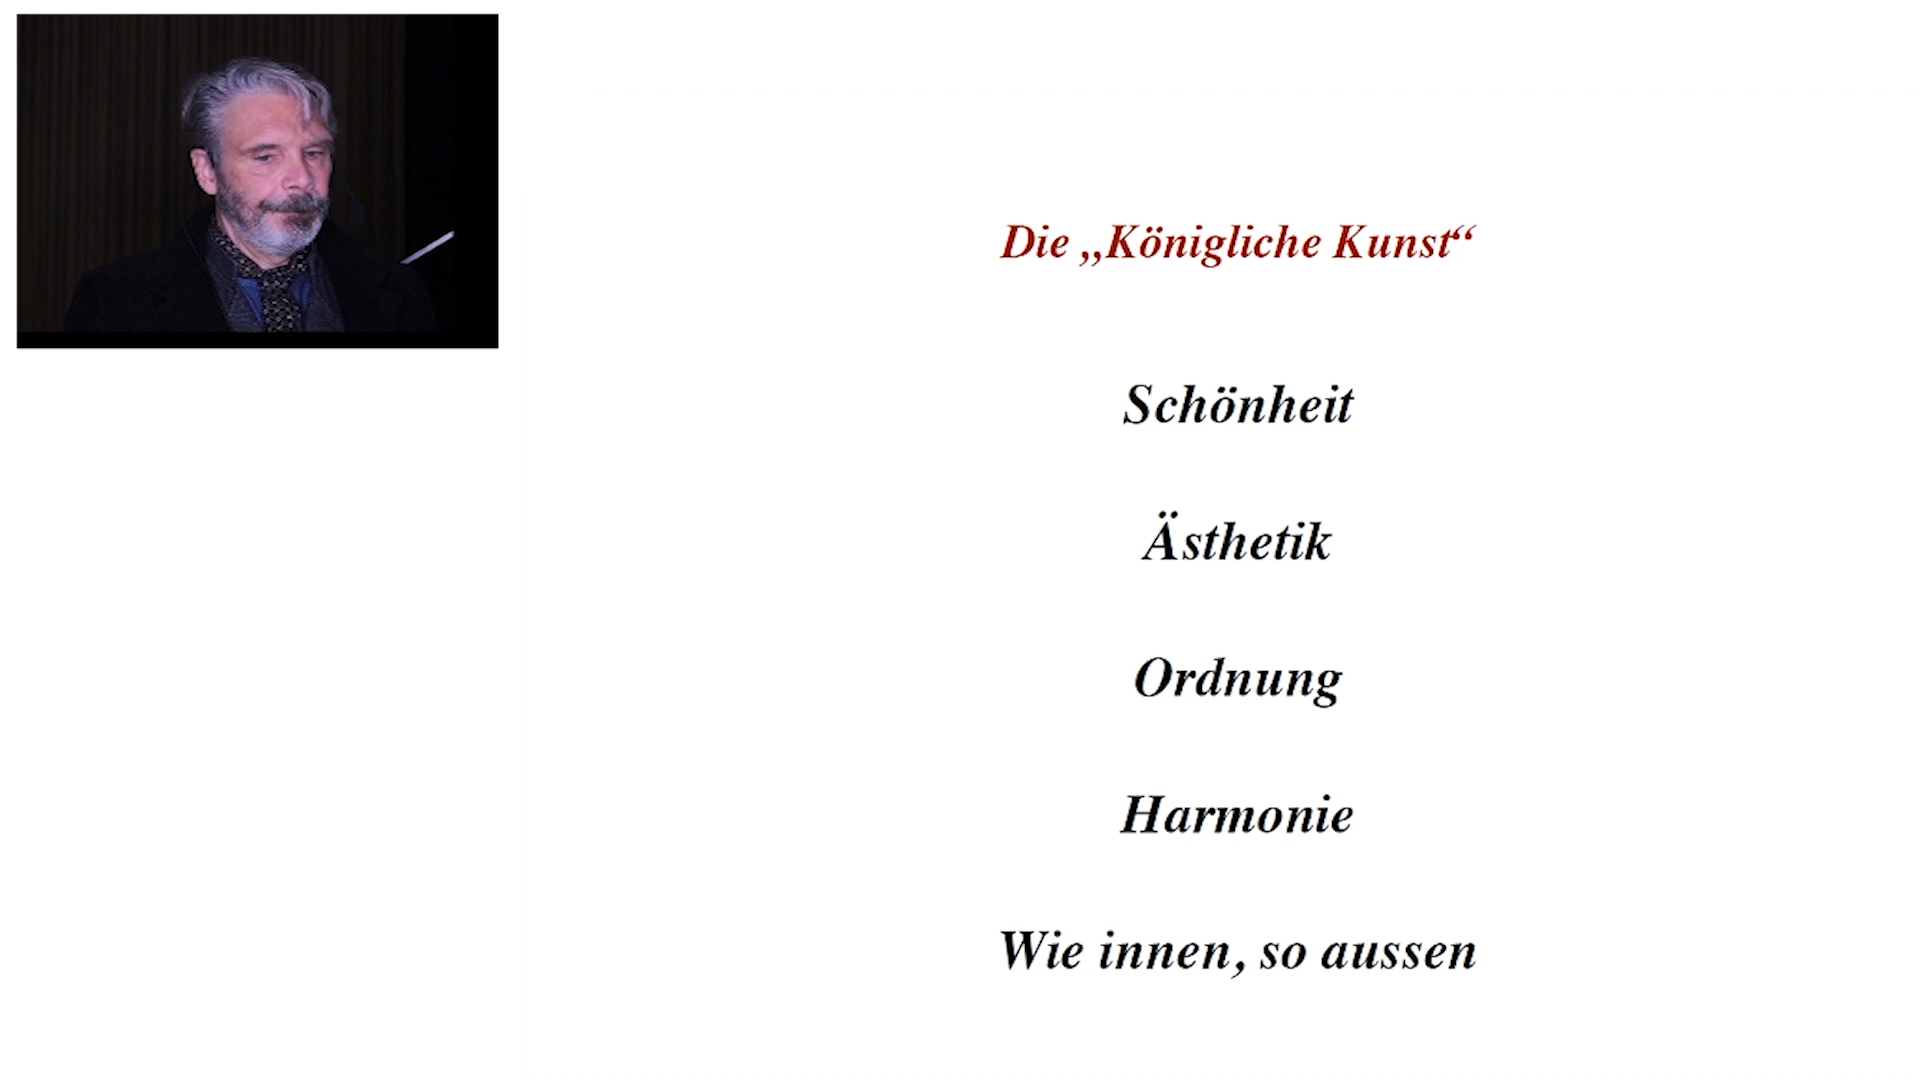 Die „Königliche Kunst“
Schönheit
Ästhetik
Ordnung
Harmonie
Wie innen, so aussen